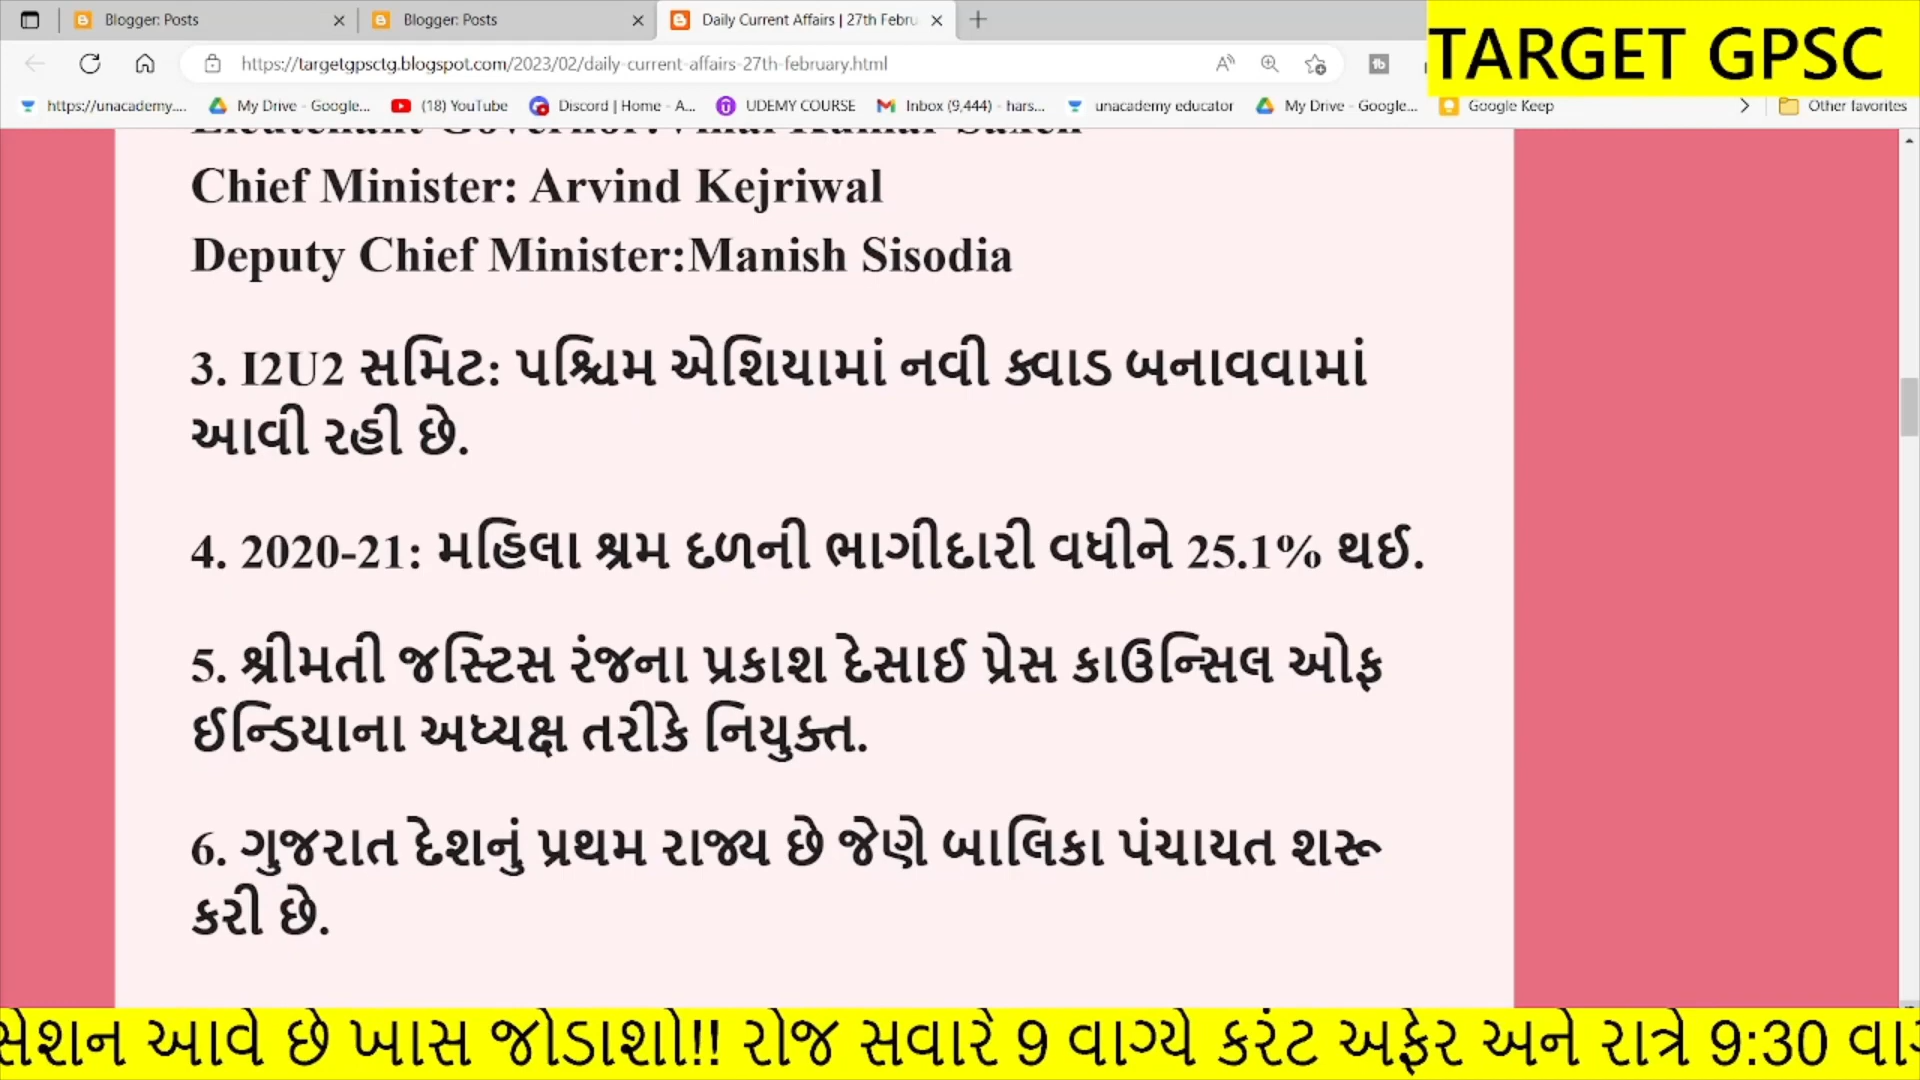 Blogger: Posts
Blogger: Posts
Daily Current Affairs | 27th Febru
TARGET GPSC
https://targetgpsctg.blogspot.com/2023/02/daily-current-affairs-27th-february.html
https://unacademy....
My Drive - Google...
(18) YouTube
Discord | Home - A...
UDEMY COURSE
Inbox (9,444) - hars...
unacademy educator
My Drive - Google...
Google Keep
Other favorites
Chief Minister: Arvind Kejriwal
Deputy Chief Minister:Manish Sisodia
3. I2U2 સમિટ: પશ્ચિમ એશિયામાં નવી ક્વાડ બનાવવામાં
આવી રહી છે.
4. 2020-21: મહિલા શ્રમ દળની ભાગીદારી વધીને 25.1% થઈ.
5. શ્રીમતી જસ્ટિસ રંજના પ્રકાશ દેસાઈ પ્રેસ કાઉન્સિલ ઓફ
ઈન્ડિયાના અધ્યક્ષ તરીકે નિયુક્ત.
6. ગુજરાત દેશનું પ્રથમ રાજ્ય છે જેણે બાલિકા પંચાયત શરૂ
કરી છે.
સેશન આવે છે ખાસ જોડાશો!! રોજ સવારે 9 વાગ્યે કરંટ અફેર અને રાત્રે 9:30